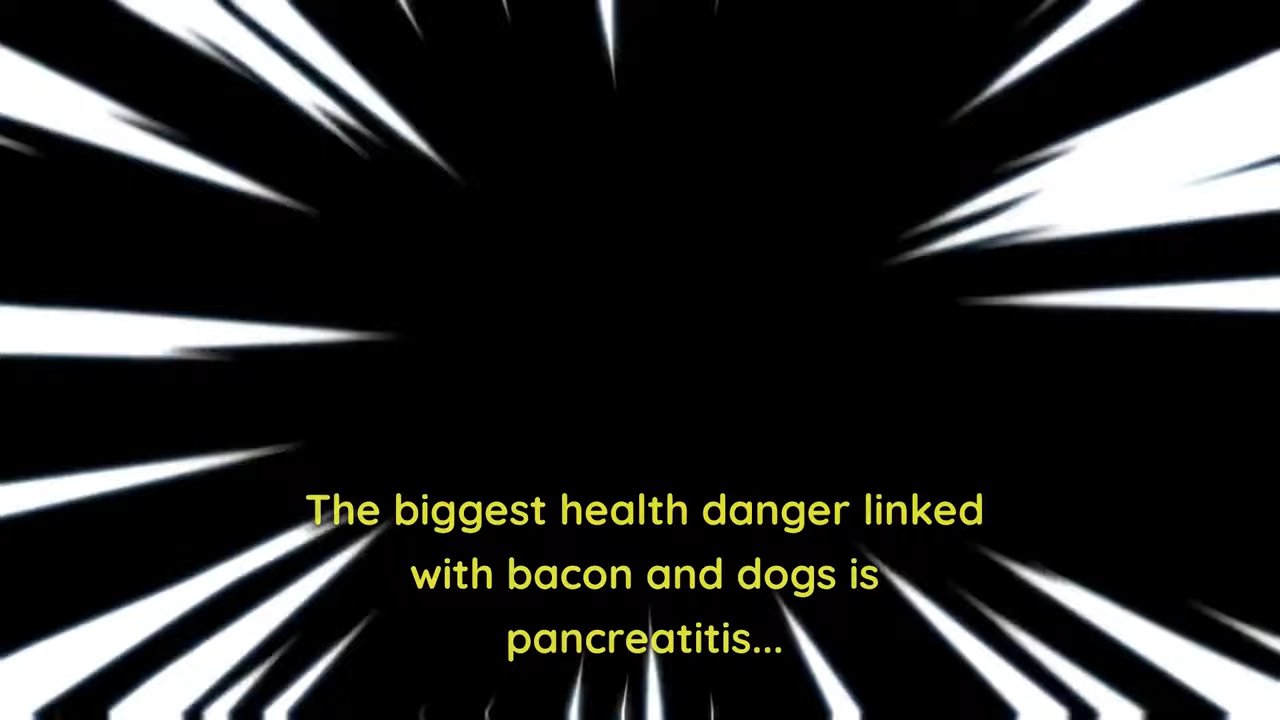 The biggest health danger linked
with bacon and dogs is
pancreatitis...